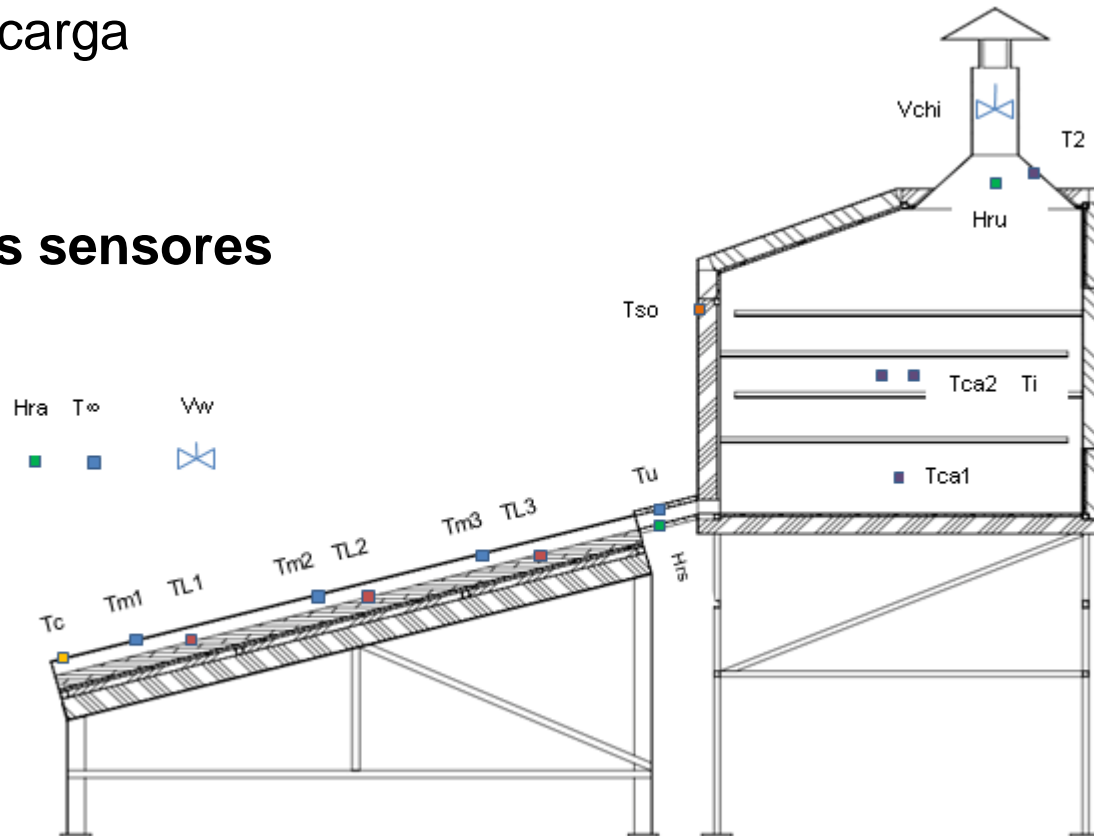 carga
s sensores
Vchi
T2
Hru
Tso
Tca2 Ti
Hra T∞ Vw
Tca1
Tu
Tm3 TL3
Hrs
Tm2 TL2
Tm1 TL1
Tc